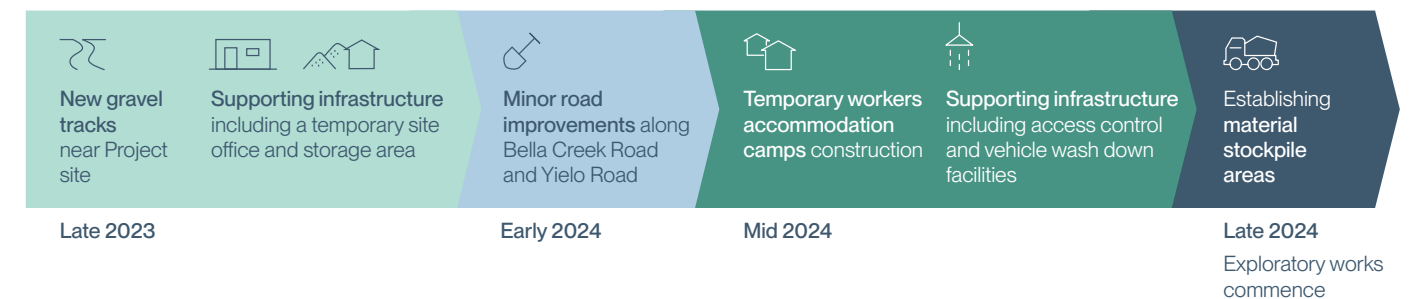 New gravel
tracks
near Project
site
Supporting infrastructure
including a temporary site
office and storage area
Minor road
improvements along
Bella Creek Road
and Yielo Road
Temporary workers
accommodation
camps construction
Supporting infrastructure
including access control
and vehicle wash down
facilities
Establishing
material
stockpile
areas
Late 2023
Early 2024
Mid 2024
Late 2024
Exploratory works
commence